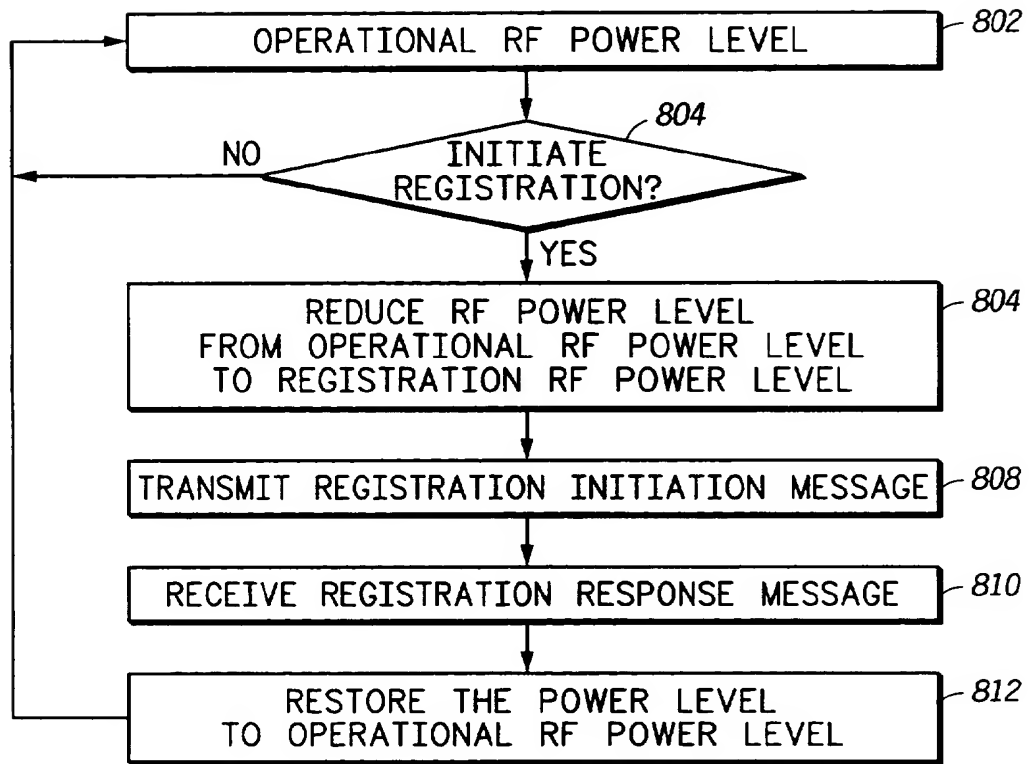 OPERATIONAL RF POWER LEVEL
802
804
INITIATE
REGISTRATION?
NO
YES
REDUCE RF POWER LEVEL
FROM OPERATIONAL RF POWER LEVEL
TO REGISTRATION RF POWER LEVEL
804
TRANSMIT REGISTRATION INITIATION MESSAGE
808
RECEIVE REGISTRATION RESPONSE MESSAGE
810
RESTORE THE POWER LEVEL
TO OPERATIONAL RF POWER LEVEL
812